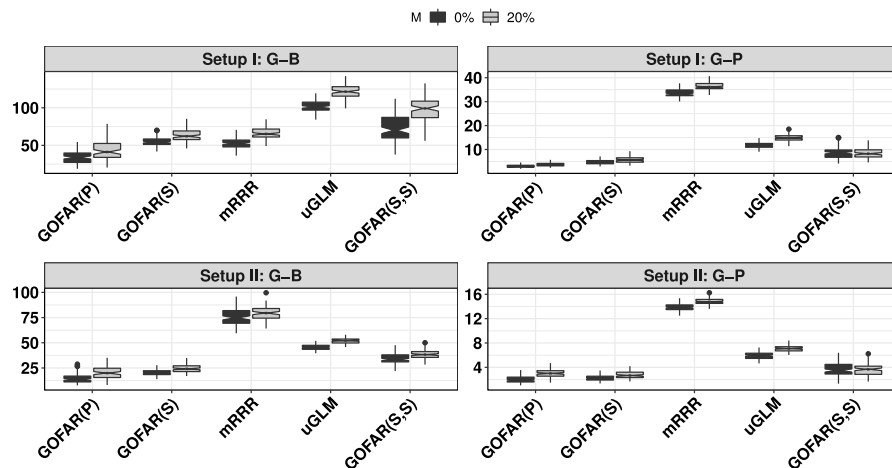 M 0% 20%
Setup I: G−B
Setup I: G−P
100
50
40
30
20
10
GOFAR(P)
GOFAR(S)
mRRR
uGLM
GOFAR(S,S)
GOFAR(P)
GOFAR(S)
mRRR
uGLM
GOFAR(S,S)
Setup II: G−B
Setup II: G−P
100
75
50
25
16
12
8
4
GOFAR(P)
GOFAR(S)
mRRR
uGLM
GOFAR(S,S)
GOFAR(P)
GOFAR(S)
mRRR
uGLM
GOFAR(S,S)